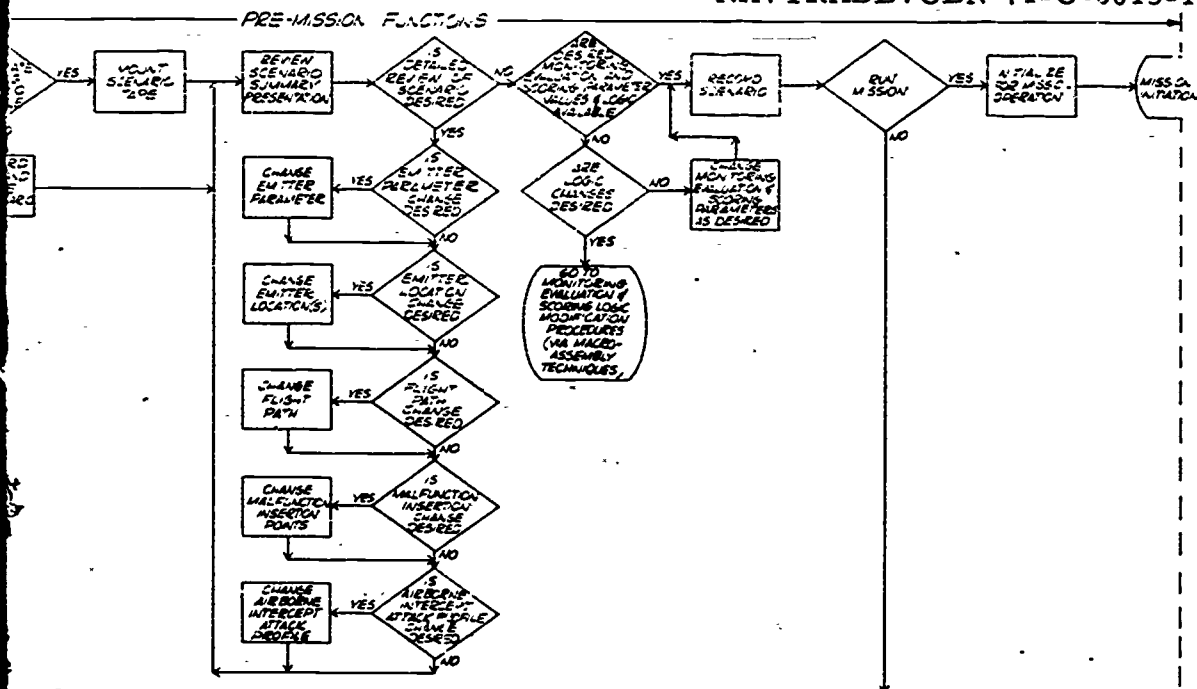 PRE-MISSION FUNCTIONS
YES
MOUNT
SCENARIO
TAPE
REVIEW
SCENARIO
SUMMARY
PRESENTATION
IS
DETAILED
REVIEW OF
SCENARIO
DESIRED
NO
YES
ARE
DESIRED
MONITORING
EVALUATION AND
SCORING PARAMETER
VALUES & LOGIC
AVAILABLE
YES
NO
RECORD
SCENARIO
RUN
MISSION
YES
NO
INITIALIZE
FOR MISSION
OPERATION
MISSION
INITIATION
CHANGE
EMITTER
PARAMETER
YES
IS
EMITTER
PARAMETER
CHANGE
DESIRED
NO
ARE
LOGIC
CHANGES
DESIRED
NO
YES
CHANGE
MONITORING
EVALUATION &
SCORING
PARAMETERS
AS DESIRED
CHANGE
EMITTER
LOCATION(S)
YES
IS
EMITTER
LOCATION
CHANGE
DESIRED
NO
GO TO
MONITORING
EVALUATION &
SCORING LOGIC
MODIFICATION
PROCEDURES
(VIA MACRO-
ASSEMBLY
TECHNIQUES,
CHANGE
FLIGHT
PATH
YES
IS
FLIGHT
PATH
CHANGE
DESIRED
NO
CHANGE
MALFUNCTION
INSERTION
POINTS
YES
IS
MALFUNCTION
INSERTION
CHANGE
DESIRED
NO
CHANGE
AIRBORNE
INTERCEPT
ATTACK
PROFILE
YES
IS
AIRBORNE
INTERCEPT
ATTACK PROFILE
CHANGE
DESIRED
NO